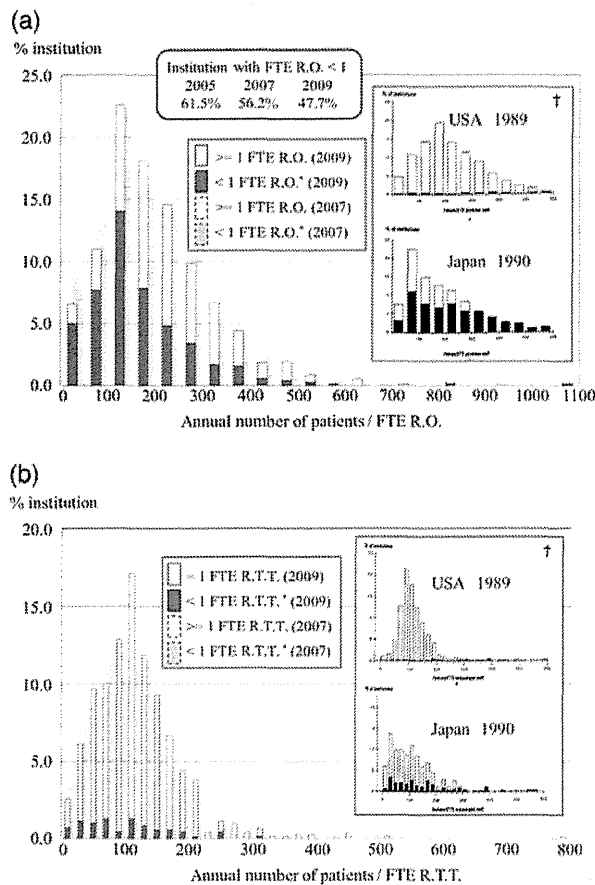 (a)
% institution
25.0
20.0
15.0
10.0
5.0
0.0
Institution with FTE R.O. < 1
2005 2007 2009
61.5% 56.2% 47.7%
>= 1 FTE R.O. (2009)
< 1 FTE R.O.* (2009)
>= 1 FTE R.O. (2007)
< 1 FTE R.O.* (2007)
†
USA 1989
Japan 1990
0 100 200 300 400 500 600 700 800 900 1000 1100
Annual number of patients / FTE R.O.
(b)
% institution
20.0
15.0
10.0
5.0
0.0
= 1 FTE R.T.T. (2009)
< 1 FTE R.T.T.* (2009)
>= 1 FTE R.T.T. (2007)
< 1 FTE R.T.T.* (2007)
†
% of institutions
USA 1989
% of institutions
Japan 1990
0 100 200 300 400 500 600 700 800
Annual number of patients / FTE R.T.T.